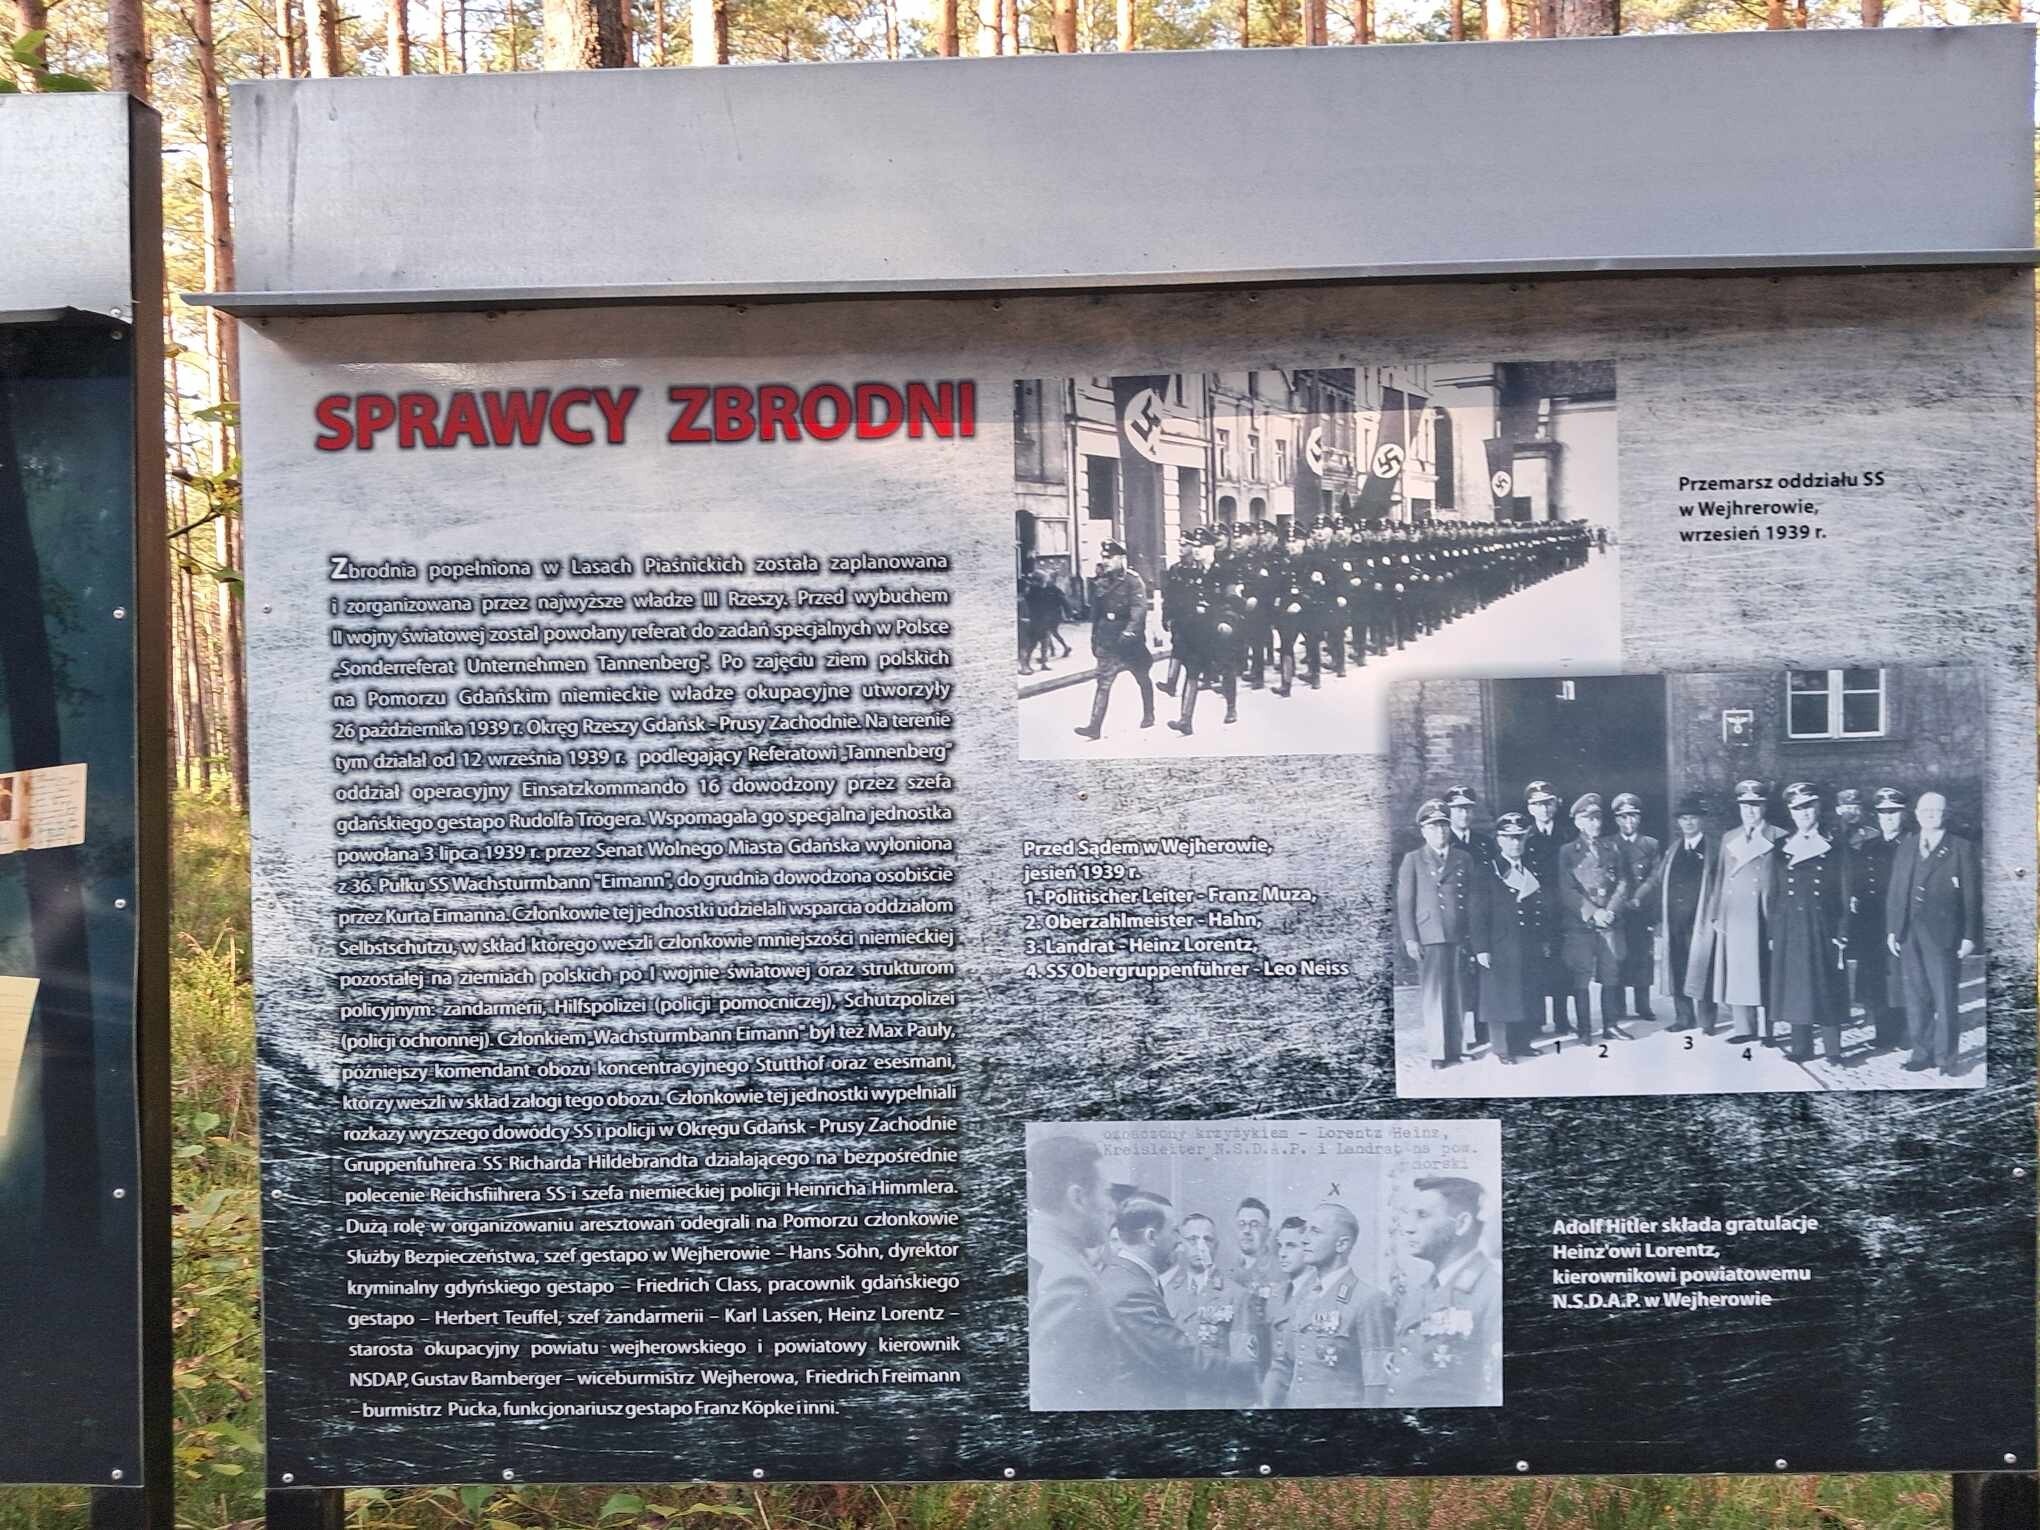 SPRAWCY ZBRODNI
Zbrodnia popełniona w Lasach Piaśnickich została zaplanowana
i zorganizowana przez najwyższe władze III Rzeszy. Przed wybuchem
II wojny światowej został powołany referat do zadań specjalnych w Polsce
„Sonderreferat Unternehmen Tannenberg”. Po zajęciu ziem polskich
na Pomorzu Gdańskim niemieckie władze okupacyjne utworzyły
26 października 1939 r. Okręg Rzeszy Gdańsk - Prusy Zachodnie. Na terenie
tym działał od 12 września 1939 r. podlegający Referatowi „Tannenberg”
oddział operacyjny Einsatzkommando 16 dowodzony przez szefa
gdańskiego gestapo Rudolfa Trögera. Wspomagała go specjalna jednostka
powołana 3 lipca 1939 r. przez Senat Wolnego Miasta Gdańska wyłoniona
z 36. Pułku SS Wachsturmbann "Eimann", do grudnia dowodzona osobiście
przez Kurta Eimanna. Członkowie tej jednostki udzielali wsparcia oddziałom
Selbstschutzu, w skład którego weszli członkowie mniejszości niemieckiej
pozostałej na ziemiach polskich po I wojnie światowej oraz strukturom
policyjnym: żandarmerii, Hilfspolizei (policji pomocniczej), Schutzpolizei
(policji ochronnej). Członkiem „Wachsturmbann Eimann" był też Max Pauly,
późniejszy komendant obozu koncentracyjnego Stutthof oraz esesmani,
którzy weszli w skład załogi tego obozu. Członkowie tej jednostki wypełniali
rozkazy wyższego dowódcy SS i policji w Okręgu Gdańsk - Prusy Zachodnie
Gruppenfuhrera SS Richarda Hildebrandta działającego na bezpośrednie
polecenie Reichsfiihrera SS i szefa niemieckiej policji Heinricha Himmlera.
Dużą rolę w organizowaniu aresztowań odegrali na Pomorzu członkowie
Służby Bezpieczeństwa, szef gestapo w Wejherowie – Hans Söhn, dyrektor
kryminalny gdyńskiego gestapo – Friedrich Class, pracownik gdańskiego
gestapo – Herbert Teuffel, szef żandarmerii – Karl Lassen, Heinz Lorentz –
starosta okupacyjny powiatu wejherowskiego i powiatowy kierownik
NSDAP, Gustav Bamberger – wiceburmistrz Wejherowa, Friedrich Freimann
– burmistrz Pucka, funkcjonariusz gestapo Franz Köpke i inni.
Przemarsz oddziału SS
w Wejhrerowie,
wrzesień 1939 r.
Przed Sądem w Wejherowie,
jesień 1939 r.
1. Politischer Leiter - Franz Muza,
2. Oberzahlmeister - Hahn,
3. Landrat - Heinz Lorentz,
4. SS Obergruppenführer - Leo Neiss
1 2 3 4
oznaczony krzyżykiem – Lorentz Heinz,
Kreisleiter N.S.D.A.P. i Landrat na pow.
morski
X
Adolf Hitler składa gratulacje
Heinz'owi Lorentz,
kierownikowi powiatowemu
N.S.D.A.P. w Wejherowie